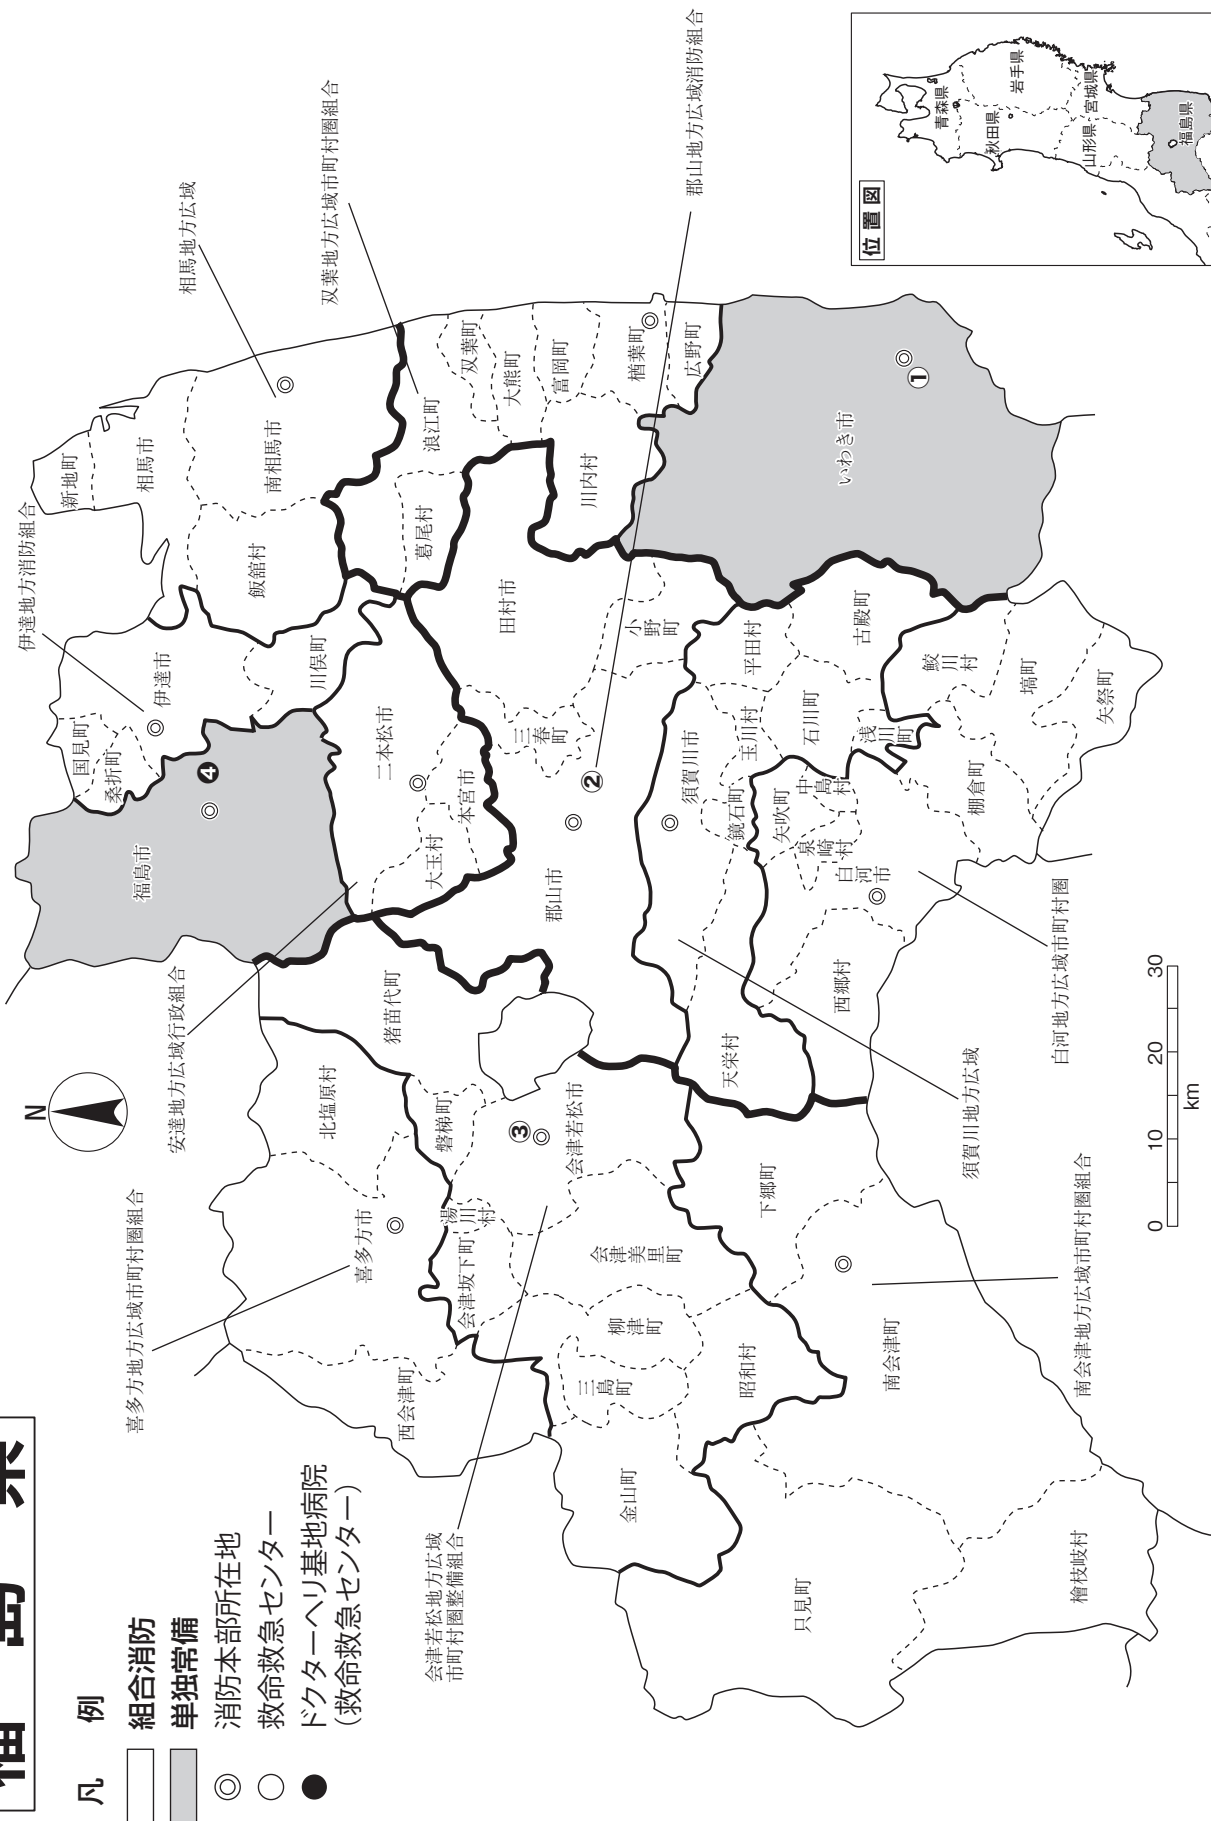 福島県
凡例
組合消防
単独常備
消防本部所在地
救命救急センター
ドクターヘリ基地病院
(救命救急センター)
N
喜多方地方広域市町村圏組合
安達地方広域行政組合
伊達地方消防組合
相馬地方広域
双葉地方広域市町村圏組合
郡山地方広域消防組合
会津若松地方広域
市町村圏整備組合
南会津地方広域市町村圏組合
須賀川地方広域
白河地方広域市町村圏
福島市
❹
国見町
桑折町
伊達市
川俣町
新地町
相馬市
南相馬市
飯舘村
浪江町
葛尾村
双葉町
大熊町
富岡町
楢葉町
広野町
川内村
いわき市
①
二本松市
本宮市
大玉村
田村市
小野町
三春町
郡山市
②
須賀川市
鏡石町
天栄村
玉川村
平田村
石川町
古殿町
浅川町
鮫川村
塙町
矢祭町
棚倉町
中島村
矢吹町
泉崎村
白河市
西郷村
猪苗代町
北塩原村
磐梯町
喜多方市
西会津町
湯川村
会津坂下町
会津若松市
③
会津美里町
柳津町
三島町
金山町
昭和村
下郷町
南会津町
只見町
檜枝岐村
0 10 20 30
km
位置図
青森県
秋田県
岩手県
山形県
宮城県
福島県